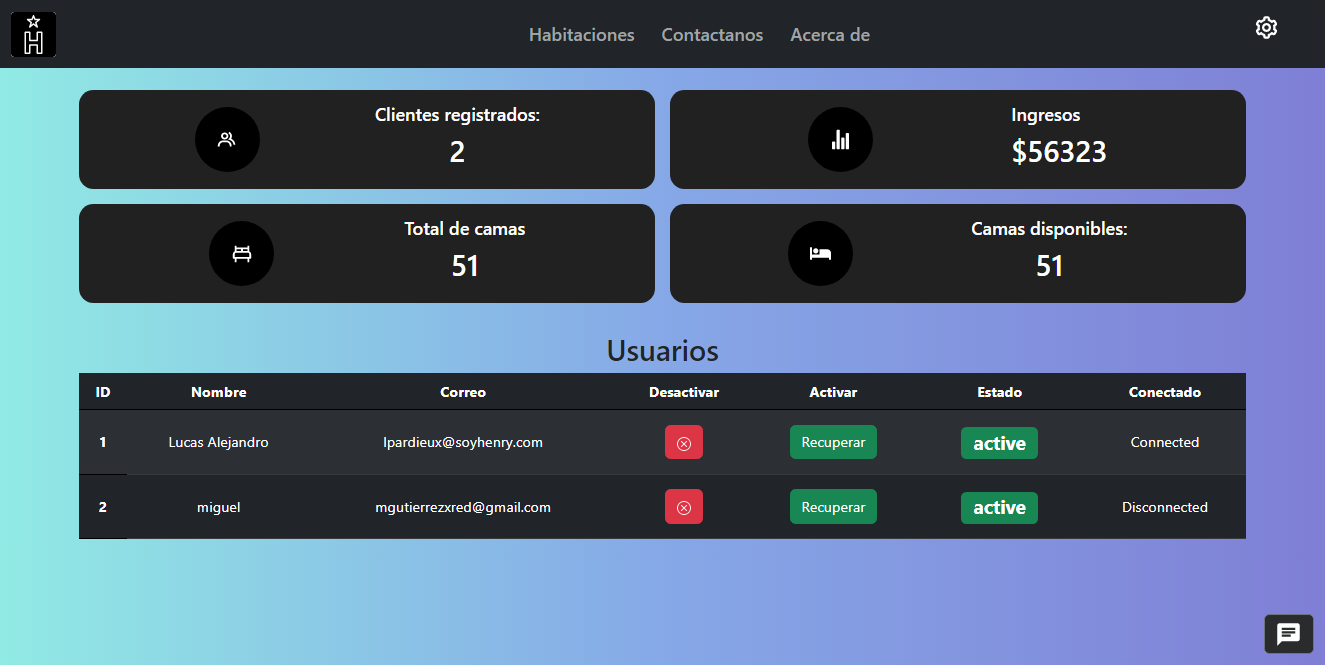 H
Habitaciones Contactanos Acerca de
Clientes registrados:
2
Ingresos
$56323
Total de camas
51
Camas disponibles:
51
Usuarios
ID Nombre Correo Desactivar Activar Estado Conectado
1 Lucas Alejandro lpardieux@soyhenry.com Recuperar active Connected
2 miguel mgutierrezxred@gmail.com Recuperar active Disconnected